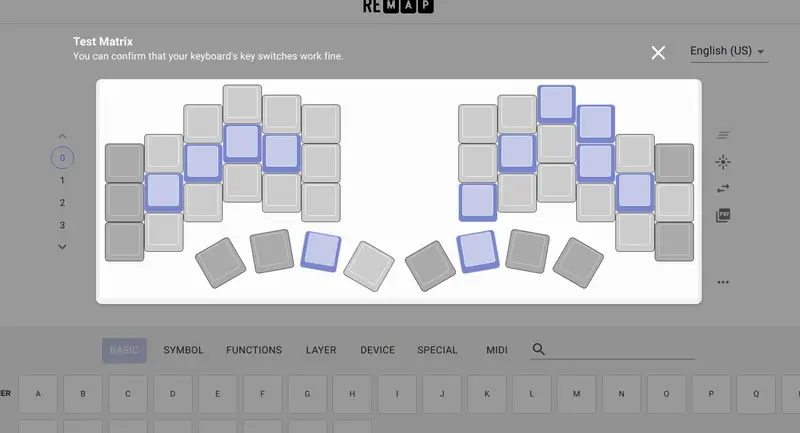 REMAP
Test Matrix
You can confirm that your keyboard's key switches work fine.
English (US)
0
1
2
3
PDF
BASIC SYMBOL FUNCTIONS LAYER DEVICE SPECIAL MIDI
A B C D E F G H I J K L M N O P Q